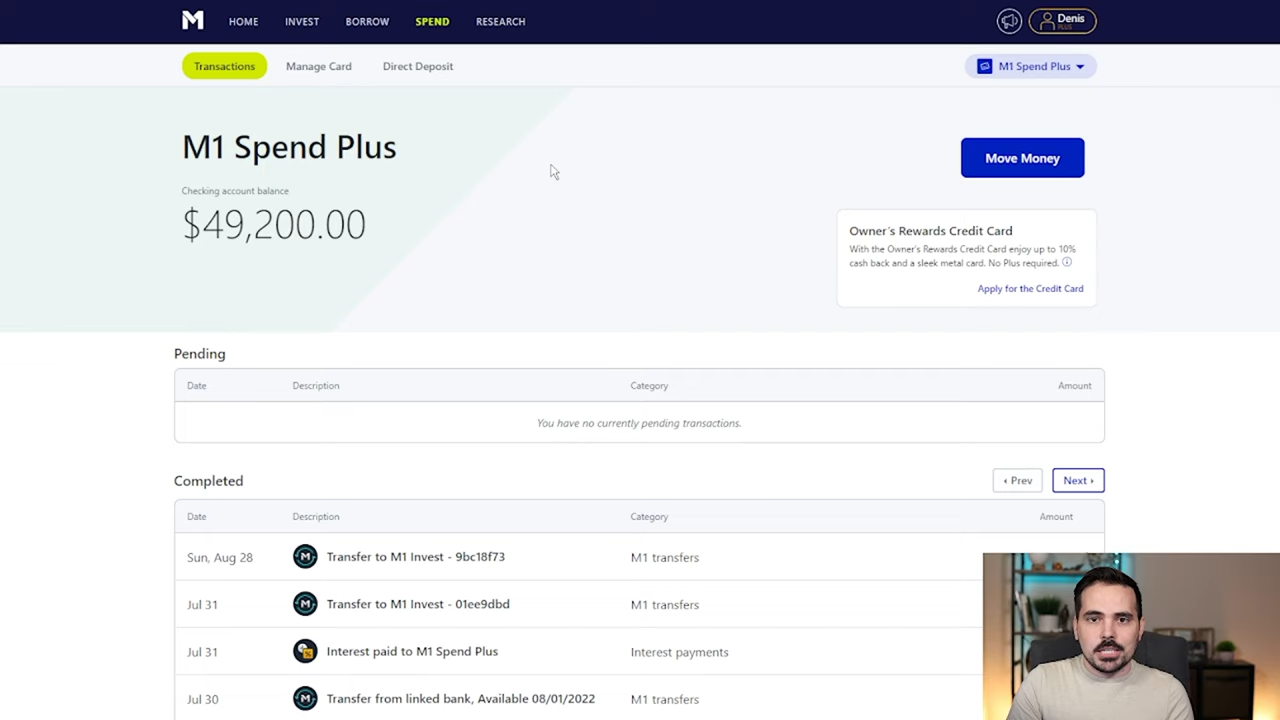 M HOME INVEST BORROW SPEND RESEARCH Denis
PLUS
Transactions Manage Card Direct Deposit M1 Spend Plus
M1 Spend Plus
Move Money
Checking account balance
$49,200.00
Owner's Rewards Credit Card
With the Owner's Rewards Credit Card enjoy up to 10%
cash back and a sleek metal card. No Plus required.
Apply for the Credit Card
Pending
Date Description Category Amount
You have no currently pending transactions.
Completed ‹ Prev Next ›
Date Description Category Amount
Sun, Aug 28 Transfer to M1 Invest - 9bc18f73 M1 transfers
Jul 31 Transfer to M1 Invest - 01ee9dbd M1 transfers
Jul 31 Interest paid to M1 Spend Plus Interest payments
Jul 30 Transfer from linked bank, Available 08/01/2022 M1 transfers